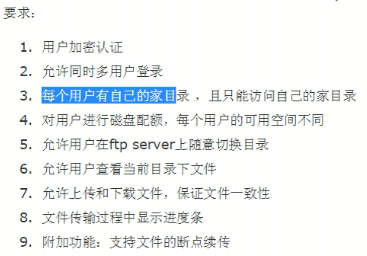 要求:
1. 用户加密认证
2. 允许同时多用户登录
3. 每个用户有自己的家目录 ，且只能访问自己的家目录
4. 对用户进行磁盘配额，每个用户的可用空间不同
5. 允许用户在ftp server上随意切换目录
6. 允许用户查看当前目录下文件
7. 允许上传和下载文件，保证文件一致性
8. 文件传输过程中显示进度条
9. 附加功能：支持文件的断点续传